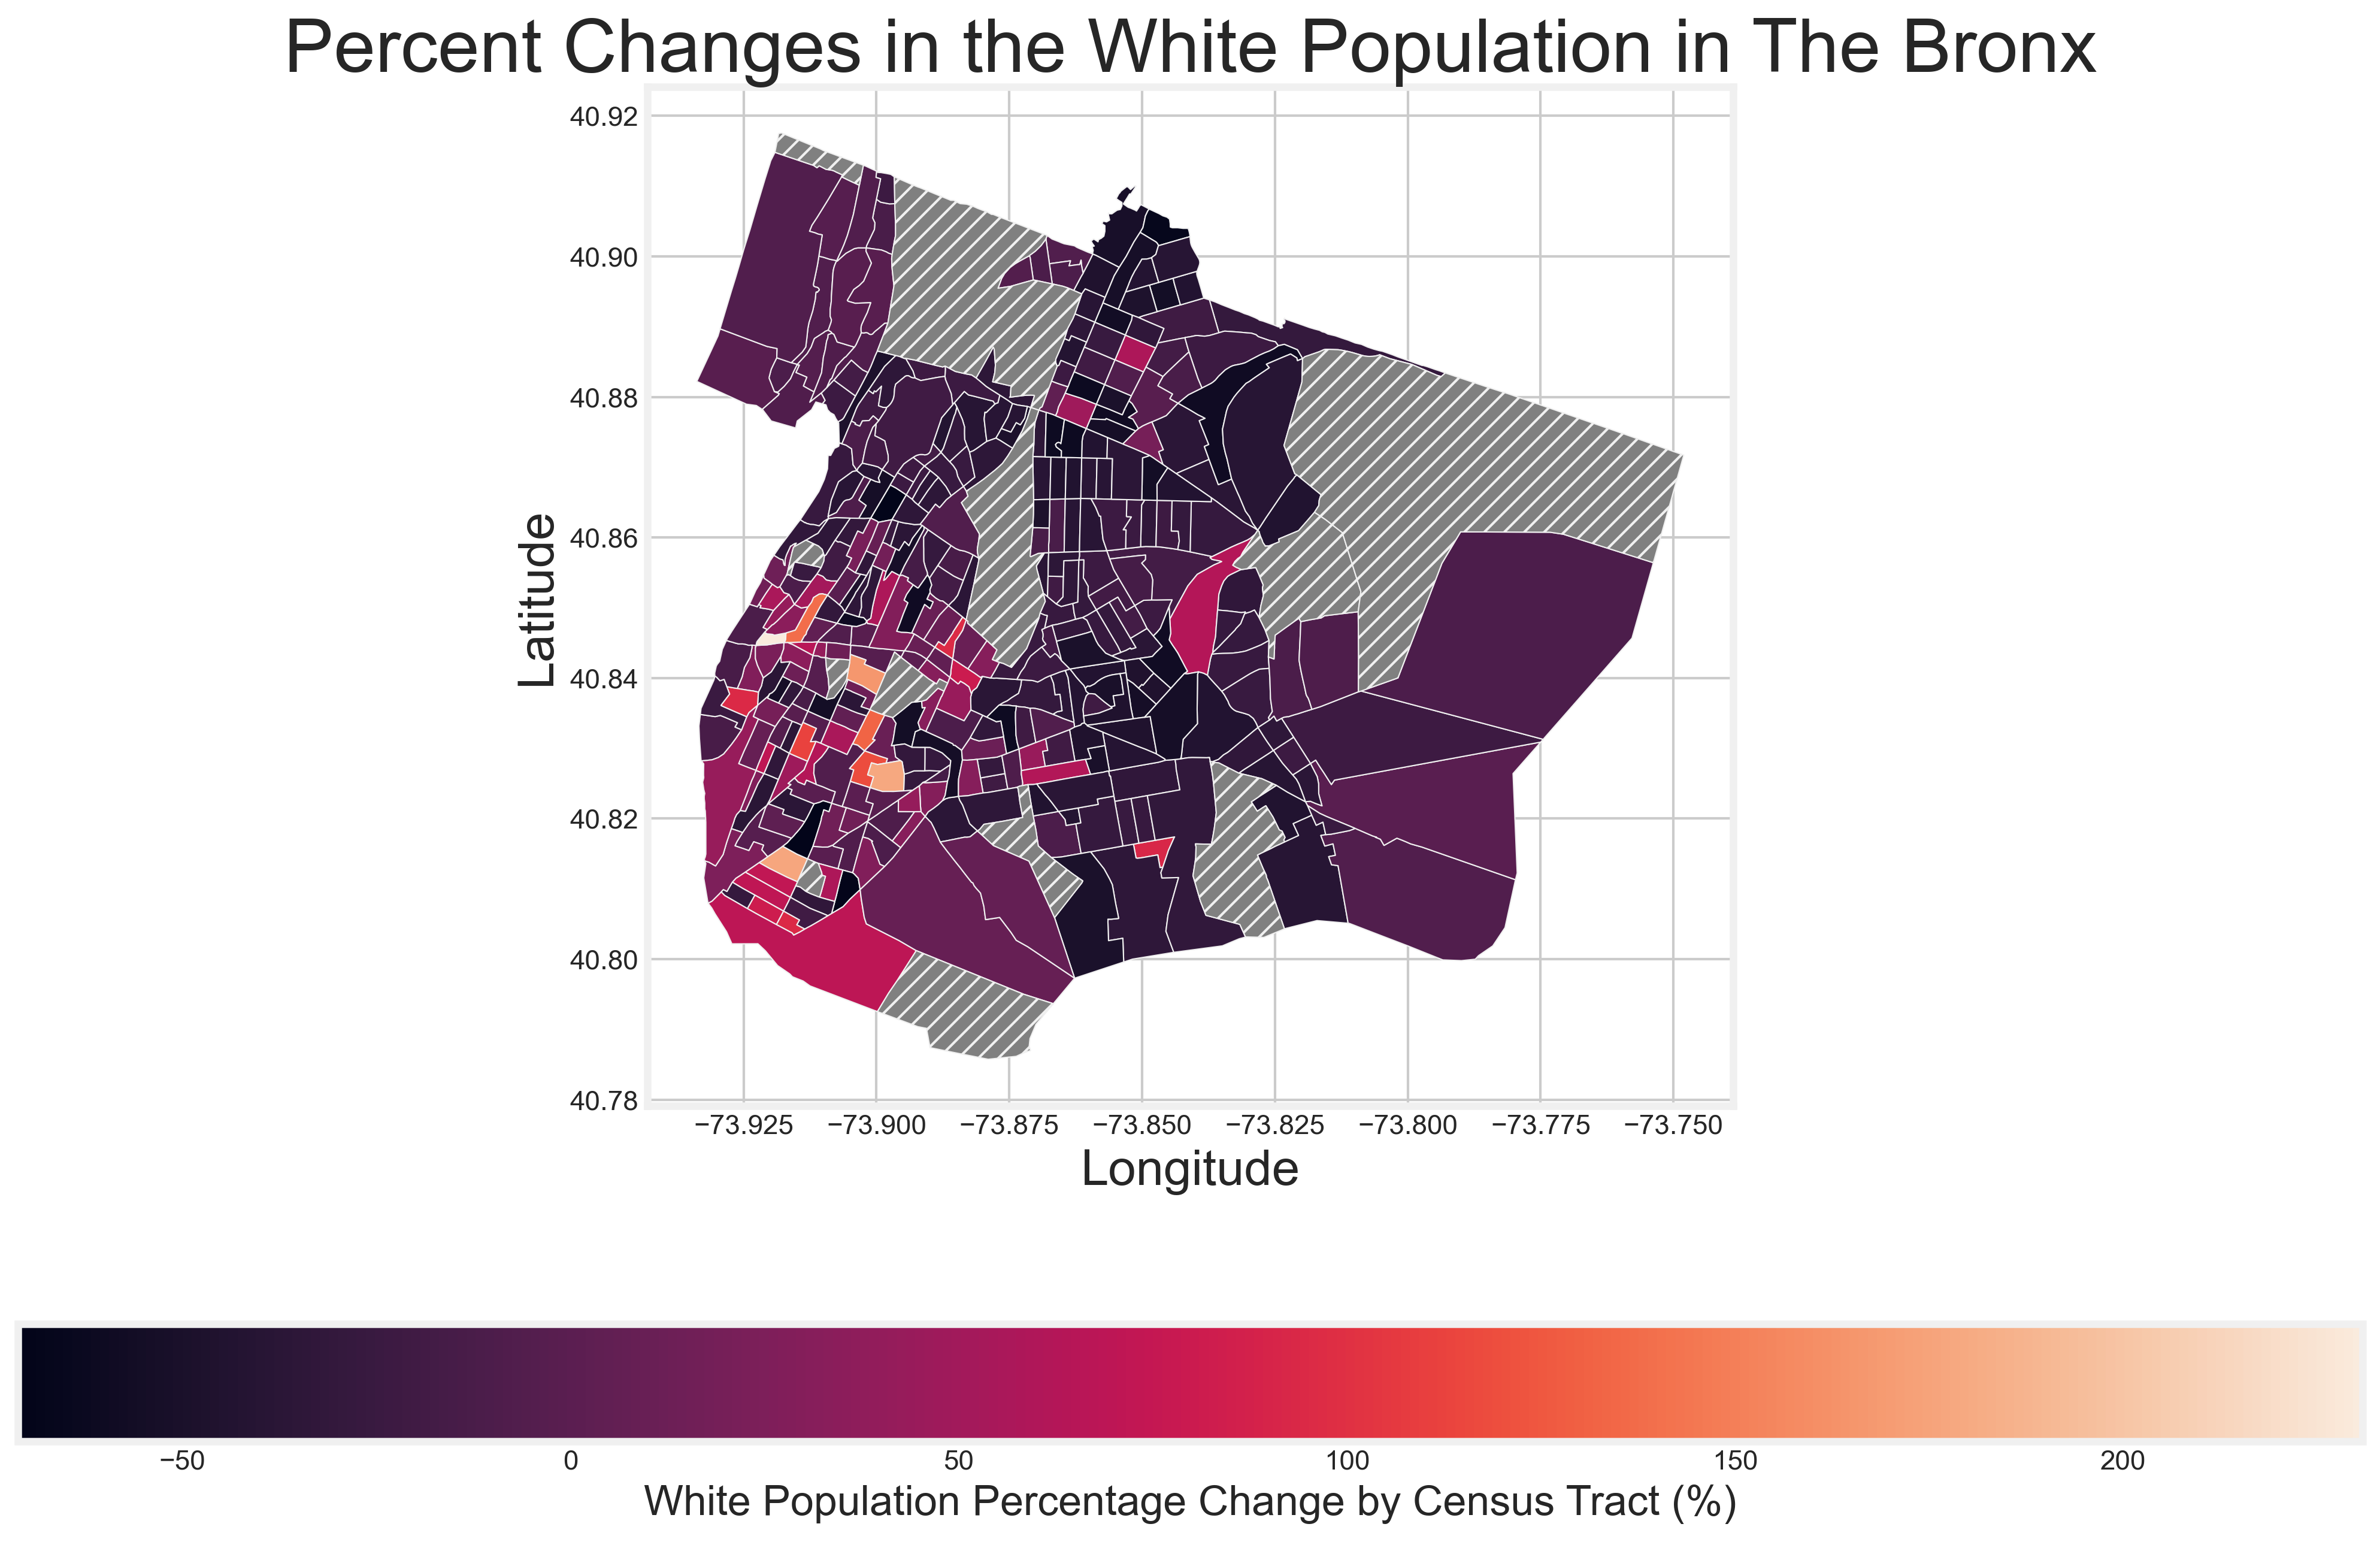 Percent Changes in the White Population in The Bronx
40.92
40.90
40.88
40.86
40.84
40.82
40.80
40.78
Latitude
−73.925 −73.900 −73.875 −73.850 −73.825 −73.800 −73.775 −73.750
Longitude
−50 0 50 100 150 200
White Population Percentage Change by Census Tract (%)